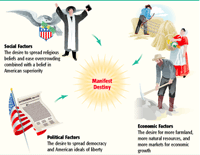 Social Factors
The desire to spread religious
beliefs and ease overcrowding
combined with a belief in
American superiority
Manifest
Destiny
Political Factors
The desire to spread democracy
and American ideals of liberty
Economic Factors
The desire for more farmland,
more natural resources, and
more markets for economic
growth